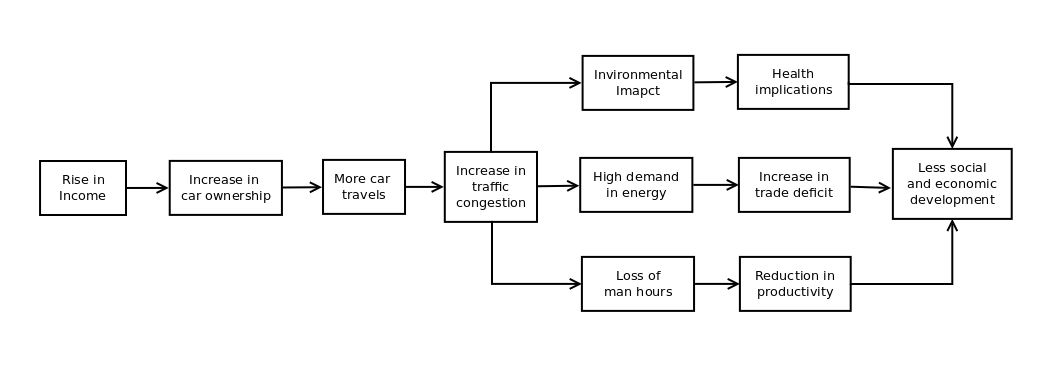 Rise in
Income
Increase in
car ownership
More car
travels
Increase in
traffic
congestion
Invironmental
Imapct
Health
implications
High demand
in energy
Increase in
trade deficit
Loss of
man hours
Reduction in
productivity
Less social
and economic
development